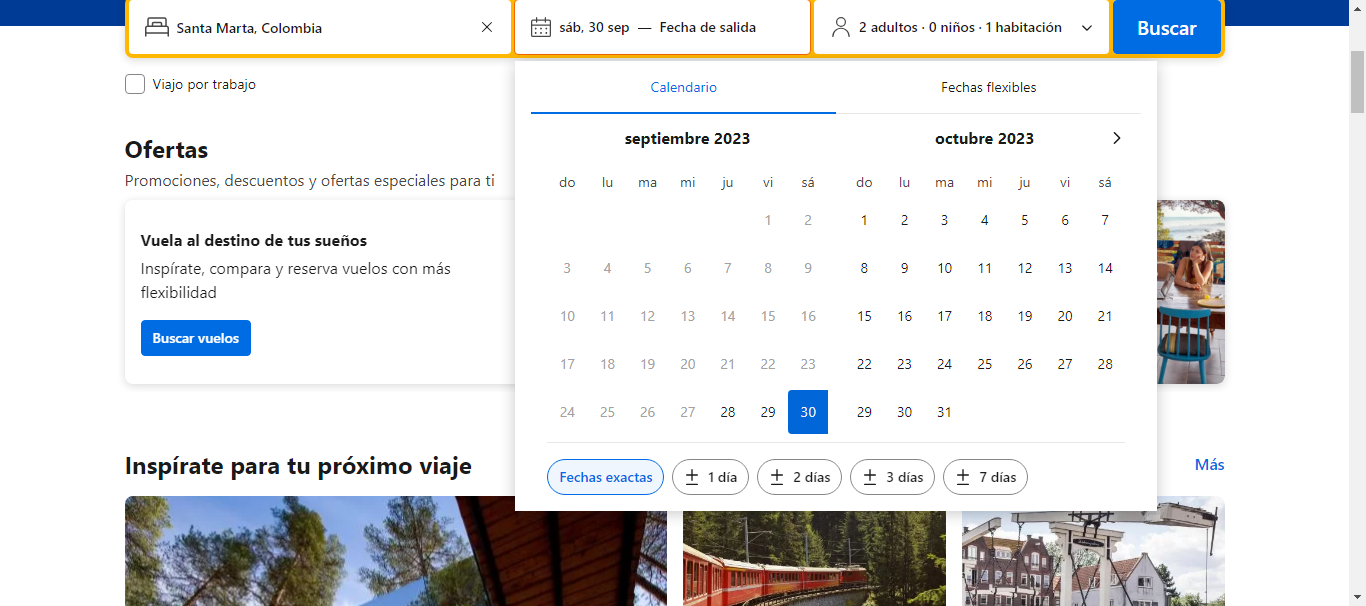 Santa Marta, Colombia
sáb, 30 sep — Fecha de salida
2 adultos · 0 niños · 1 habitación
Buscar
Viajo por trabajo
Calendario
Fechas flexibles
septiembre 2023
do lu ma mi ju vi sá
1 2
3 4 5 6 7 8 9
10 11 12 13 14 15 16
17 18 19 20 21 22 23
24 25 26 27 28 29 30
octubre 2023
do lu ma mi ju vi sá
1 2 3 4 5 6 7
8 9 10 11 12 13 14
15 16 17 18 19 20 21
22 23 24 25 26 27 28
29 30 31
Fechas exactas
± 1 día
± 2 días
± 3 días
± 7 días
Ofertas
Promociones, descuentos y ofertas especiales para ti
Vuela al destino de tus sueños
Inspírate, compara y reserva vuelos con más
flexibilidad
Buscar vuelos
Inspírate para tu próximo viaje
Más